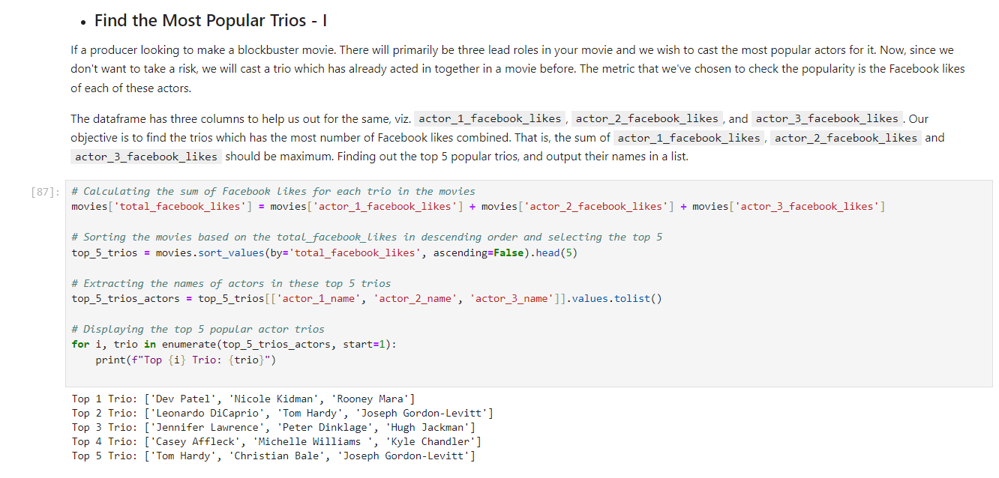 • Find the Most Popular Trios - I
If a producer looking to make a blockbuster movie. There will primarily be three lead roles in your movie and we wish to cast the most popular actors for it. Now, since we
don't want to take a risk, we will cast a trio which has already acted in together in a movie before. The metric that we've chosen to check the popularity is the Facebook likes
of each of these actors.
The dataframe has three columns to help us out for the same, viz. actor_1_facebook_likes , actor_2_facebook_likes , and actor_3_facebook_likes . Our
objective is to find the trios which has the most number of Facebook likes combined. That is, the sum of actor_1_facebook_likes , actor_2_facebook_likes and
actor_3_facebook_likes should be maximum. Finding out the top 5 popular trios, and output their names in a list.
[87]: # Calculating the sum of Facebook likes for each trio in the movies
movies['total_facebook_likes'] = movies['actor_1_facebook_likes'] + movies['actor_2_facebook_likes'] + movies['actor_3_facebook_likes']
# Sorting the movies based on the total_facebook_likes in descending order and selecting the top 5
top_5_trios = movies.sort_values(by='total_facebook_likes', ascending=False).head(5)
# Extracting the names of actors in these top 5 trios
top_5_trios_actors = top_5_trios[['actor_1_name', 'actor_2_name', 'actor_3_name']].values.tolist()
# Displaying the top 5 popular actor trios
for i, trio in enumerate(top_5_trios_actors, start=1):
    print(f"Top {i} Trio: {trio}")
Top 1 Trio: ['Dev Patel', 'Nicole Kidman', 'Rooney Mara']
Top 2 Trio: ['Leonardo DiCaprio', 'Tom Hardy', 'Joseph Gordon-Levitt']
Top 3 Trio: ['Jennifer Lawrence', 'Peter Dinklage', 'Hugh Jackman']
Top 4 Trio: ['Casey Affleck', 'Michelle Williams ', 'Kyle Chandler']
Top 5 Trio: ['Tom Hardy', 'Christian Bale', 'Joseph Gordon-Levitt']